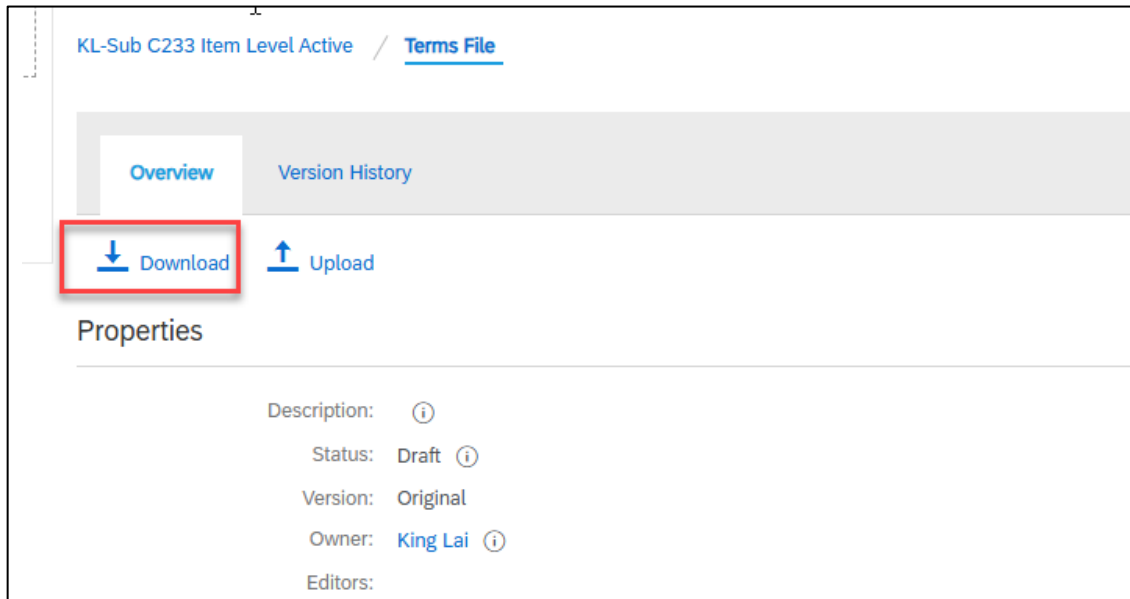 KL-Sub C233 Item Level Active / Terms File
Overview Version History
Download Upload
Properties
Description:
Status: Draft
Version: Original
Owner: King Lai
Editors: